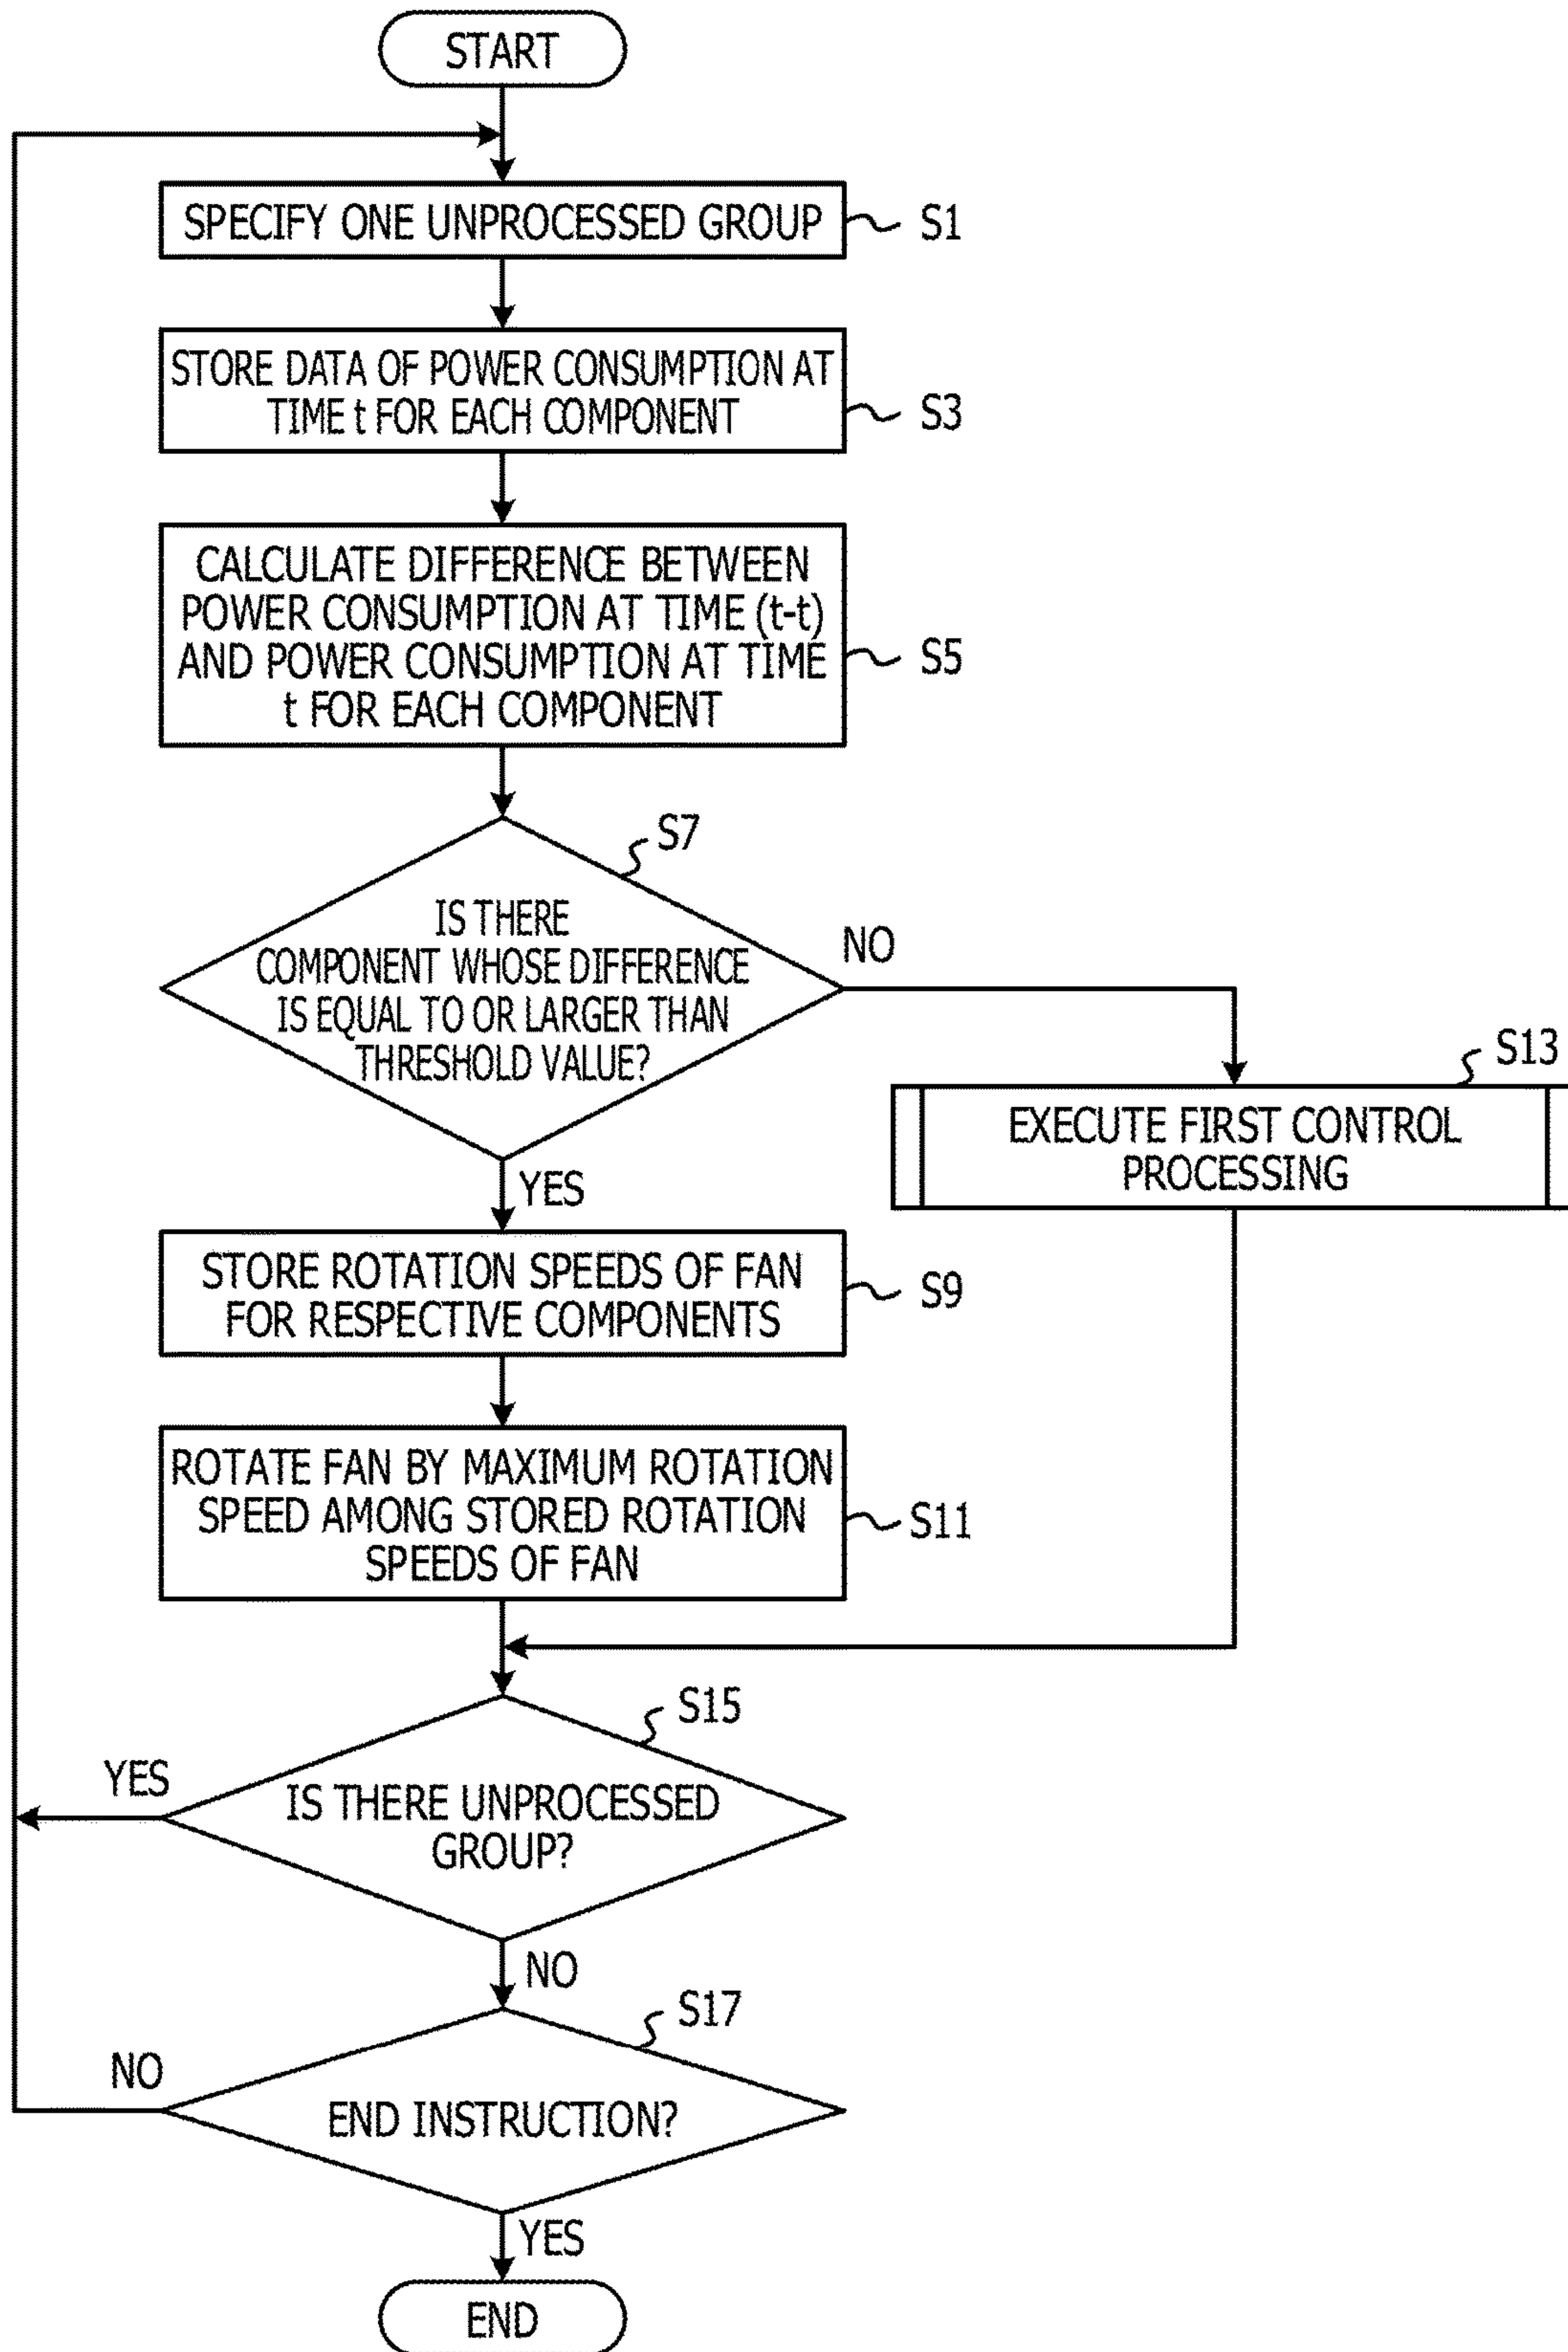 START
SPECIFY ONE UNPROCESSED GROUP
S1
STORE DATA OF POWER CONSUMPTION AT
TIME t FOR EACH COMPONENT
S3
CALCULATE DIFFERENCE BETWEEN
POWER CONSUMPTION AT TIME (t-t)
AND POWER CONSUMPTION AT TIME
t FOR EACH COMPONENT
S5
S7
IS THERE
COMPONENT WHOSE DIFFERENCE
IS EQUAL TO OR LARGER THAN
THRESHOLD VALUE?
NO
YES
S13
EXECUTE FIRST CONTROL
PROCESSING
STORE ROTATION SPEEDS OF FAN
FOR RESPECTIVE COMPONENTS
S9
ROTATE FAN BY MAXIMUM ROTATION
SPEED AMONG STORED ROTATION
SPEEDS OF FAN
S11
S15
YES
IS THERE UNPROCESSED
GROUP?
NO
S17
NO
END INSTRUCTION?
YES
END